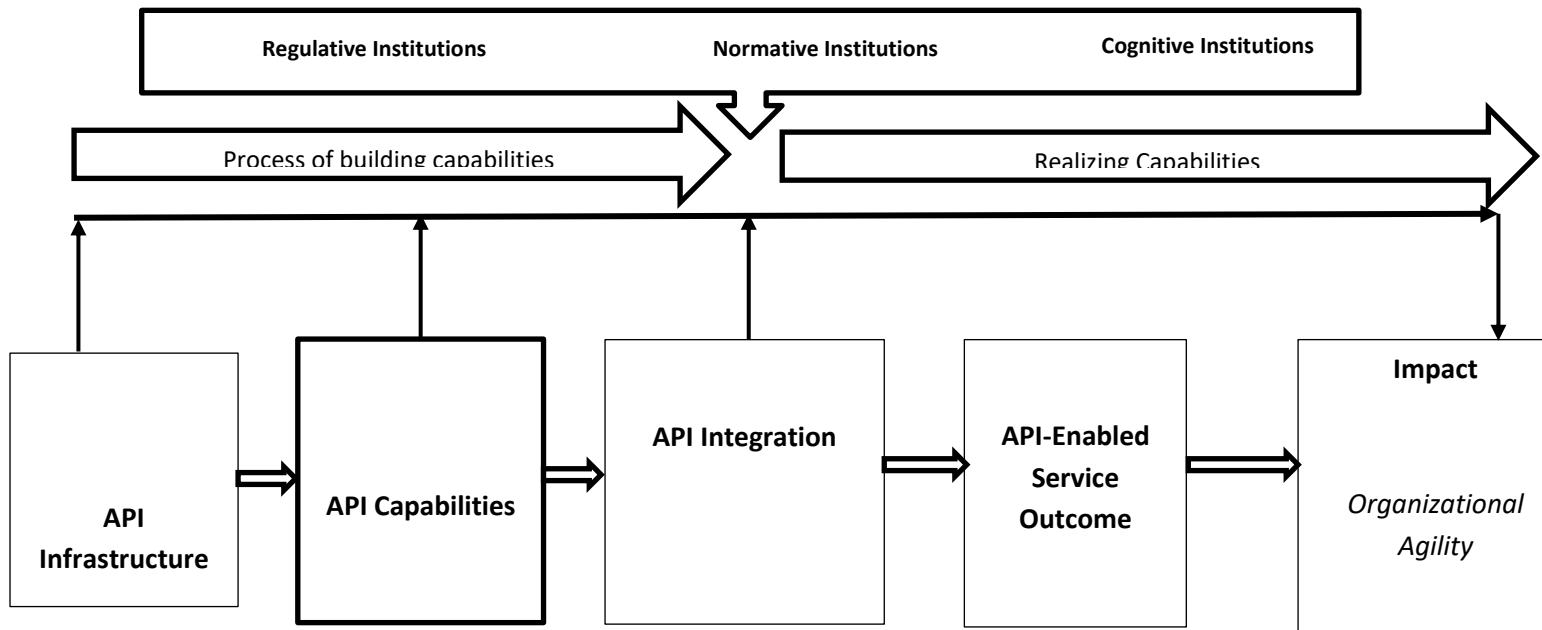 Regulative Institutions
Normative Institutions
Cognitive Institutions
Process of building capabilities
Realizing Capabilities
API
Infrastructure
API Capabilities
API Integration
API-Enabled
Service
Outcome
Impact
Organizational
Agility